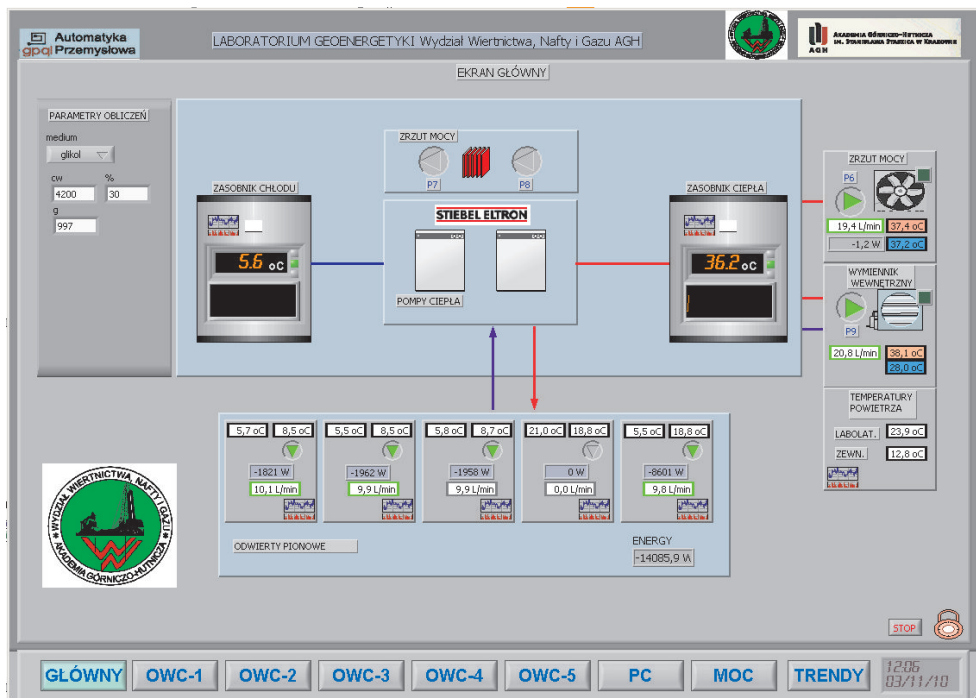 Automatyka
gpql Przemysłowa
LABORATORIUM GEOENERGETYKI Wydział Wiertnictwa, Nafty i Gazu AGH
AGH
AKADEMIA GÓRNICZO-HUTNICZA
IM. STANISŁAWA STASZICA W KRAKOWIE
EKRAN GŁÓWNY
PARAMETRY OBLICZEŃ
medium
glikol
cw %
4200 30
g
997
ZRZUT MOCY
P7 P8
ZASOBNIK CHŁODU
5.6 oC
STIEBEL ELTRON
POMPY CIEPŁA
ZASOBNIK CIEPŁA
36.2 oC
ZRZUT MOCY
P6
19,4 L/min 37,4 oC
-1,2 W 37,2 oC
WYMIENNIK
WEWNĘTRZNY
P9
20,8 L/min 38,1 oC
28,0 oC
TEMPERATURY
POWIETRZA
LABOLAT. 23,9 oC
ZEWN. 12,8 oC
5,7 oC 8,5 oC 5,5 oC 8,5 oC 5,8 oC 8,7 oC 21,0 oC 18,8 oC 5,5 oC 18,8 oC
-1821 W -1962 W -1958 W 0 W -8601 W
10,1 L/min 9,9 L/min 9,9 L/min 0,0 L/min 9,8 L/min
ODWIERTY PIONOWE
ENERGY
-14085,9 W
WYDZIAŁ WIERTNICTWA, NAFTY I GAZU
AKADEMIA GÓRNICZO-HUTNICZA
STOP
GŁÓWNY OWC-1 OWC-2 OWC-3 OWC-4 OWC-5 PC MOC TRENDY
12:06
03/11/10